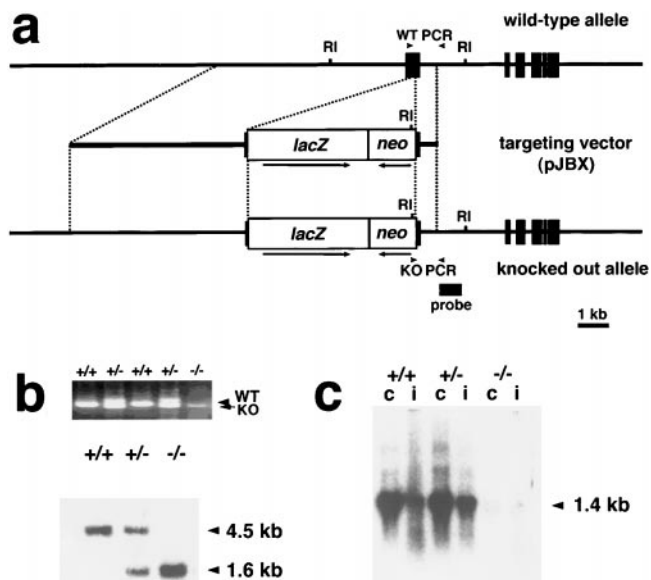 a
wild-type allele
RI WT PCR RI
RI
lacZ neo
targeting vector
(pJBX)
RI RI
lacZ neo
KO PCR
knocked out allele
probe
1 kb
b
+/+ +/- +/+ +/- -/-
WT
KO
+/+ +/- -/-
4.5 kb
1.6 kb
c
+/+ +/- -/-
c i c i c i
1.4 kb